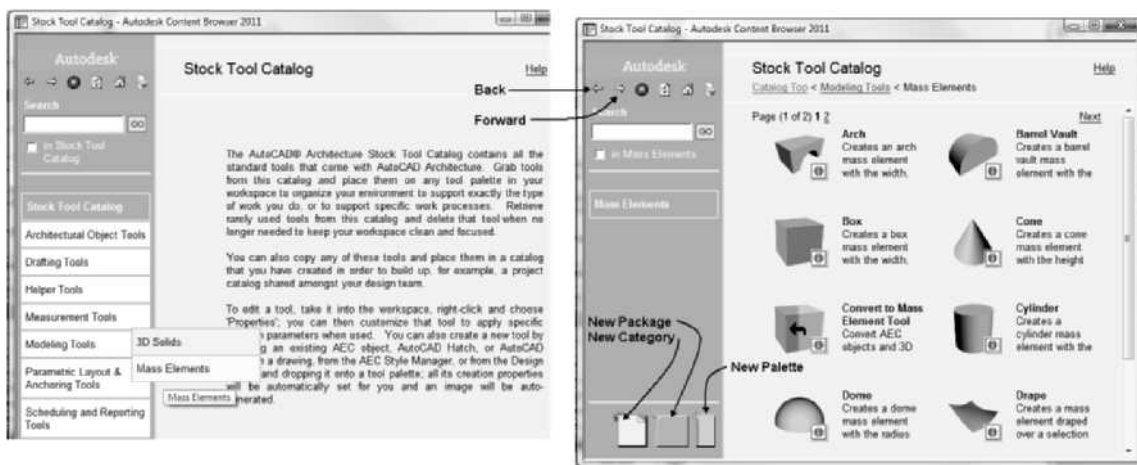 Stock Tool Catalog - Autodesk Content Browser 2011
Autodesk
Search
GO
in Stock Tool
Catalog
Stock Tool Catalog
Architectural Object Tools
Drafting Tools
Helper Tools
Measurement Tools
Modeling Tools
Parametric Layout &
Anchoring Tools
Scheduling and Reporting
Tools
3D Solids
Mass Elements
Mass Elements
Stock Tool Catalog
Help
The AutoCAD® Architecture Stock Tool Catalog contains all the
standard tools that come with AutoCAD Architecture. Grab tools
from this catalog and place them on any tool palette in your
workspace to organize your environment to support exactly the type
of work you do, or to support specific work processes. Retrieve
rarely used tools from this catalog and delete that tool when no
longer needed to keep your workspace clean and focused.
You can also copy any of these tools and place them in a catalog
that you have created in order to build up, for example, a project
catalog shared amongst your design team.
To edit a tool, take it into the workspace, right-click and choose
'Properties'; you can then customize that tool to apply specific
parameters when used. You can also create a new tool by
an existing AEC object, AutoCAD Hatch, or AutoCAD
a drawing, from the AEC Style Manager, or from the Design
and dropping it onto a tool palette; all its creation properties
will be automatically set for you and an image will be auto-
generated.
Back
Forward
New Package
New Category
New Palette
Stock Tool Catalog - Autodesk Content Browser 2011
Autodesk
Search
GO
in Mass Elements
Mass Elements
Stock Tool Catalog
Help
Catalog Top < Modeling Tools < Mass Elements
Page (1 of 2) 1 2
Next
Arch
Creates an arch
mass element
with the width,
Barrel Vault
Creates a barrel
vault mass
element with the
Box
Creates a box
mass element
with the width,
Cone
Creates a cone
mass element
with the height
Convert to Mass
Element Tool
Convert AEC
objects and 3D
Cylinder
Creates a
cylinder mass
element with the
Dome
Creates a dome
mass element
with the radius
Drape
Creates a mass
element draped
over a selection